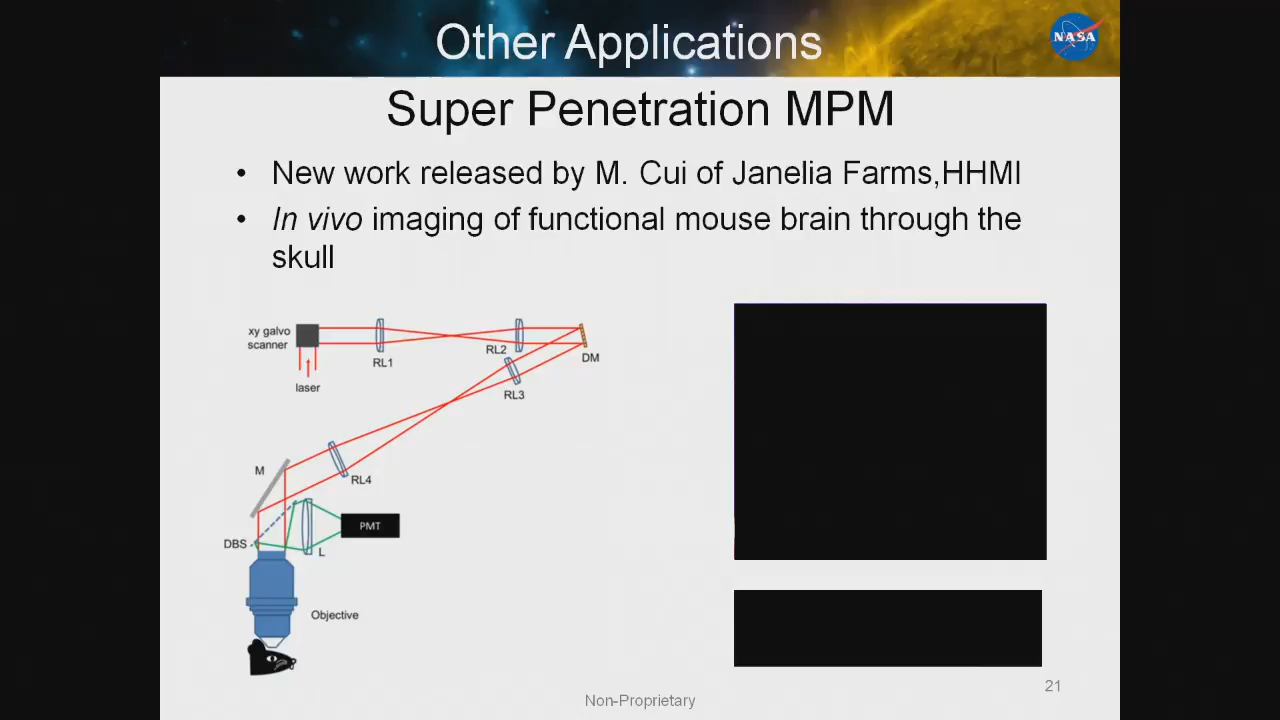 Other Applications
NASA
Super Penetration MPM
• New work released by M. Cui of Janelia Farms,HHMI
• In vivo imaging of functional mouse brain through the
skull
xy galvo
scanner
laser
RL1
RL2
DM
RL3
M
RL4
PMT
DBS
L
Objective
21
Non-Proprietary